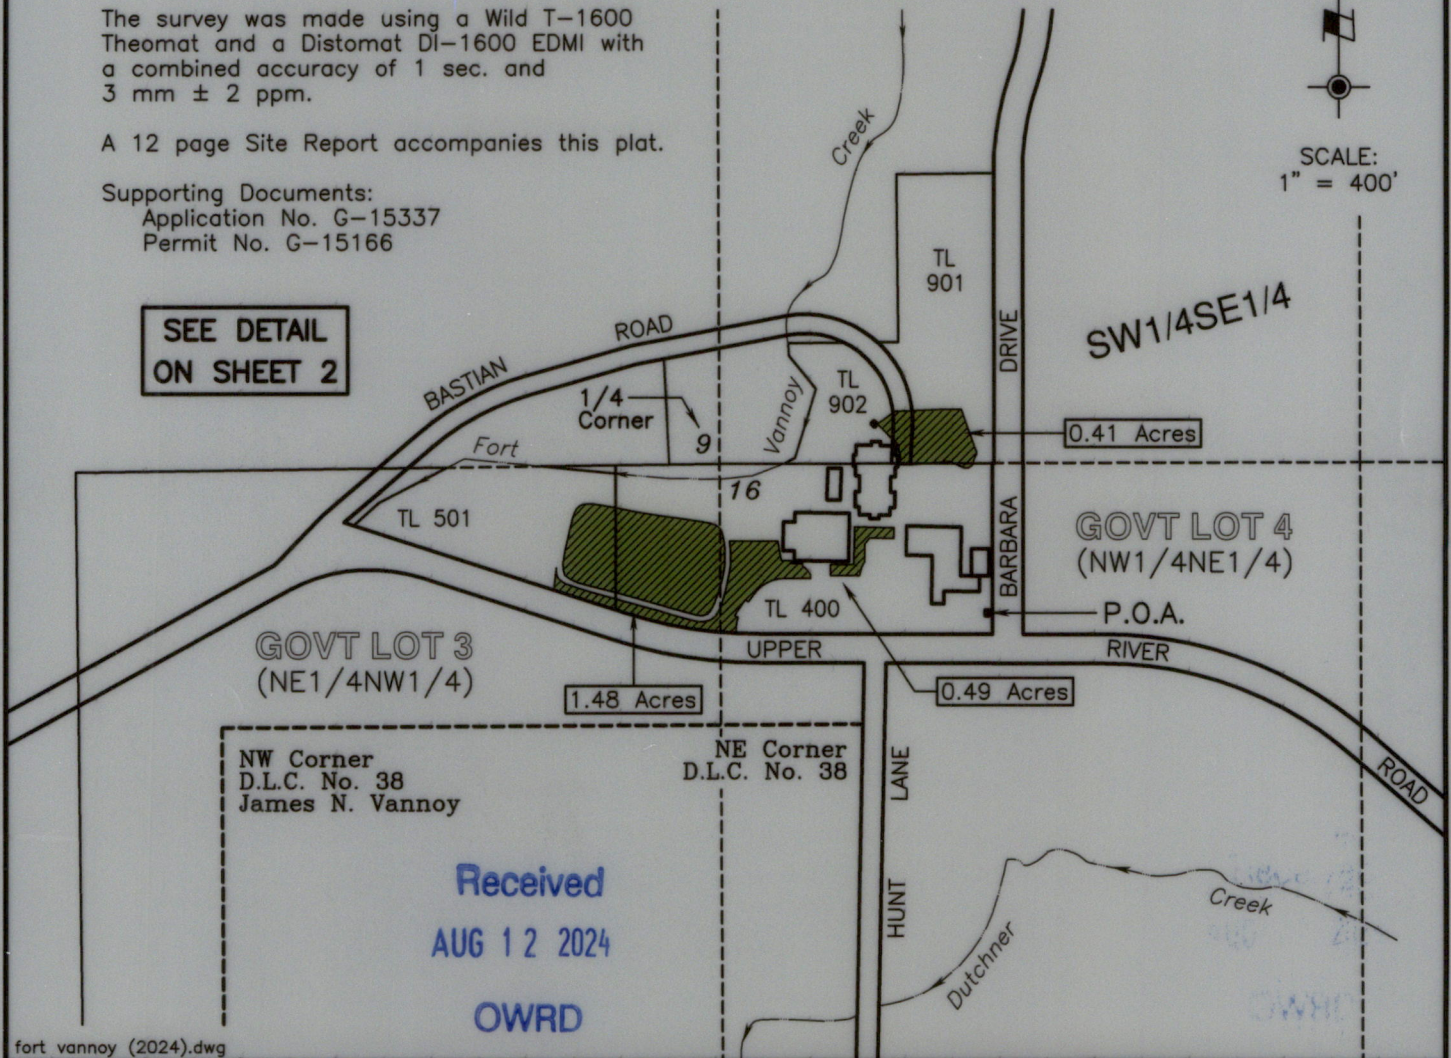 The survey was made using a Wild T-1600
Theomat and a Distomat DI-1600 EDMI with
a combined accuracy of 1 sec. and
3 mm ± 2 ppm.
A 12 page Site Report accompanies this plat.
Supporting Documents:
Application No. G-15337
Permit No. G-15166
SEE DETAIL
ON SHEET 2
SCALE:
1" = 400'
Creek
TL
901
SW1/4SE1/4
BASTIAN
ROAD
DRIVE
1/4
Corner
9
Vannoy
TL
902
0.41 Acres
Fort
16
TL 501
BARBARA
GOVT LOT 4
(NW1/4NE1/4)
TL 400
P.O.A.
GOVT LOT 3
(NE1/4NW1/4)
UPPER
RIVER
1.48 Acres
0.49 Acres
NW Corner
D.L.C. No. 38
James N. Vannoy
NE Corner
D.L.C. No. 38
LANE
ROAD
HUNT
Received
AUG 12 2024
OWRD
Dutchner
Creek
fort vannoy (2024).dwg